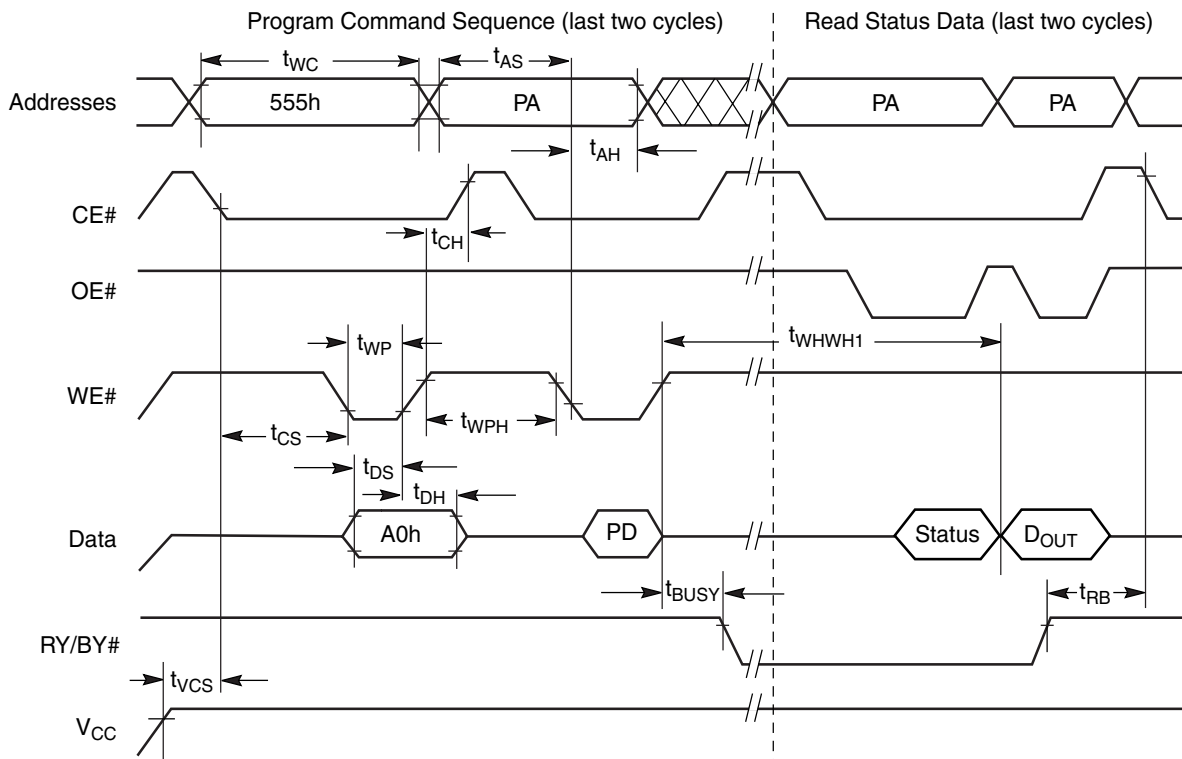 Program Command Sequence (last two cycles)
Read Status Data (last two cycles)
tWC
tAS
Addresses
555h
PA
PA
PA
tAH
CE#
tCH
OE#
tWP
tWHWH1
WE#
tCS
tWPH
tDS
tDH
Data
A0h
PD
Status
DOUT
tBUSY
tRB
RY/BY#
tVCS
VCC